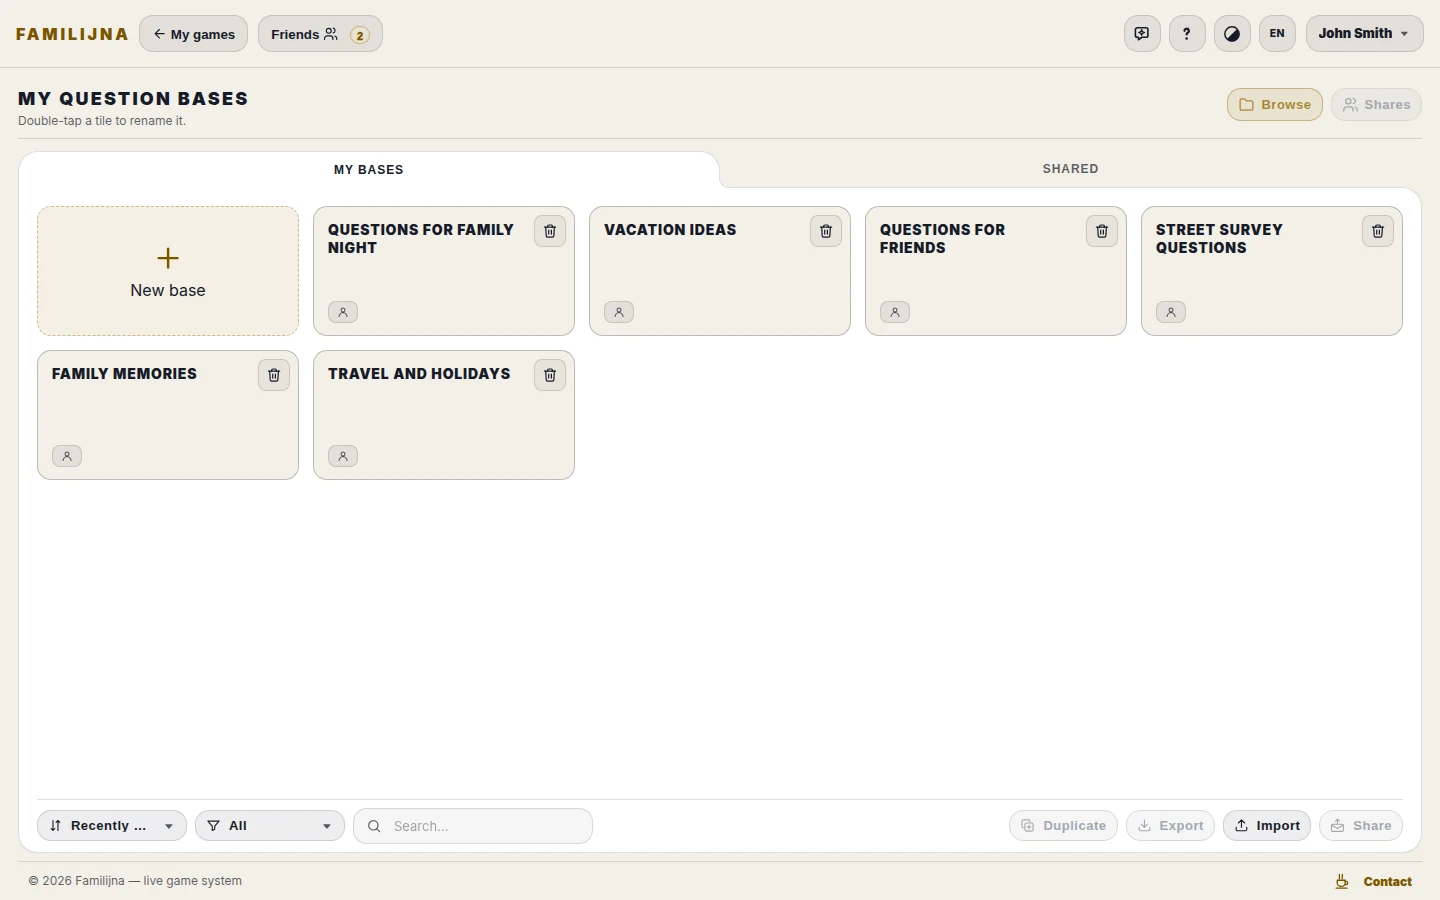 FAMILIJNA
My games
Friends 2
?
EN
John Smith
MY QUESTION BASES
Double-tap a tile to rename it.
Browse
Shares
MY BASES
SHARED
New base
QUESTIONS FOR FAMILY
NIGHT
VACATION IDEAS
QUESTIONS FOR
FRIENDS
STREET SURVEY
QUESTIONS
FAMILY MEMORIES
TRAVEL AND HOLIDAYS
Recently ...
All
Search...
Duplicate
Export
Import
Share
© 2026 Familijna — live game system
Contact